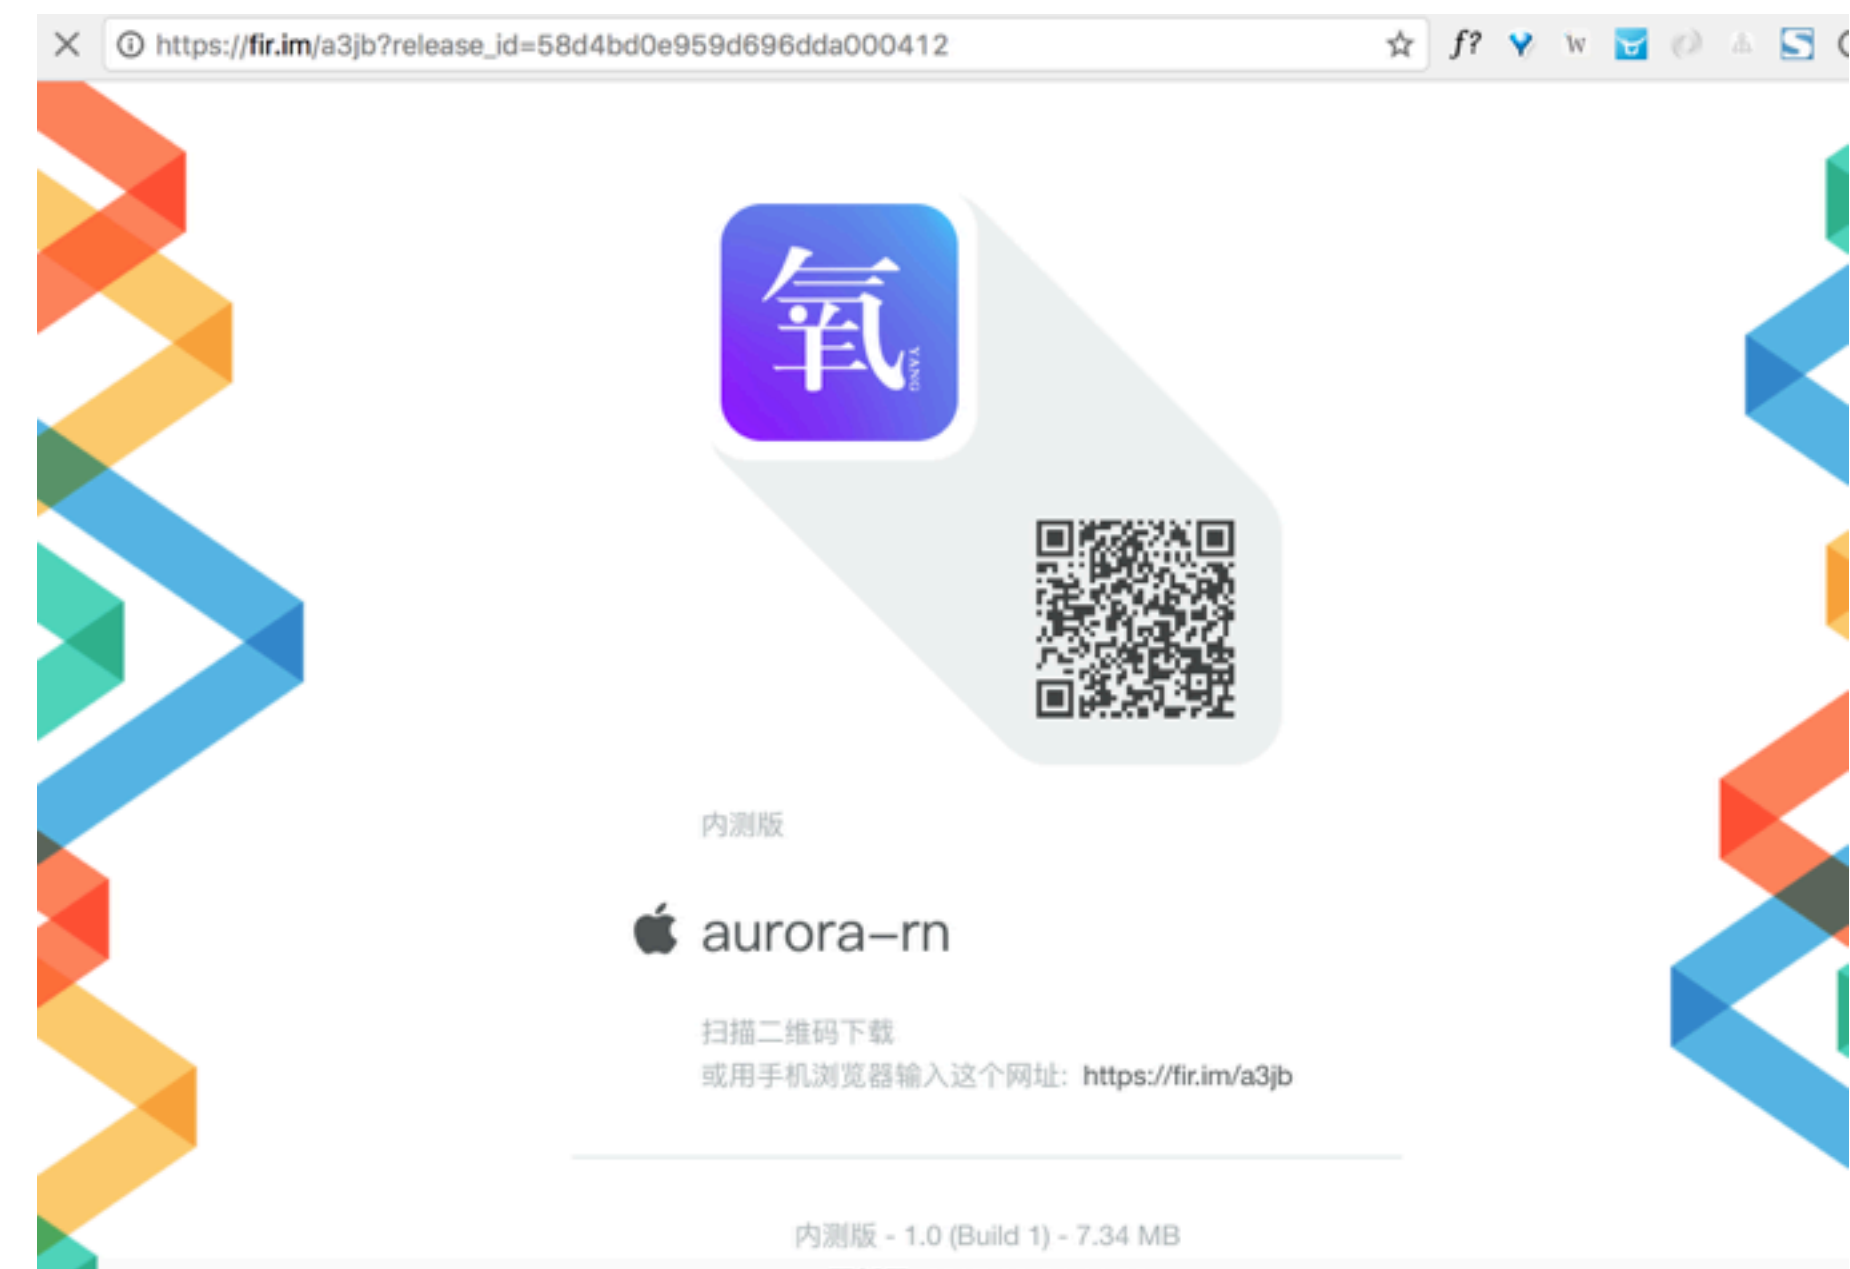 https://fir.im/a3jb?release_id=58d4bd0e959d696dda000412
f?
W
S
氧
YANG
内测版
aurora-rn
扫描二维码下载
或用手机浏览器输入这个网址: https://fir.im/a3jb
内测版 - 1.0 (Build 1) - 7.34 MB